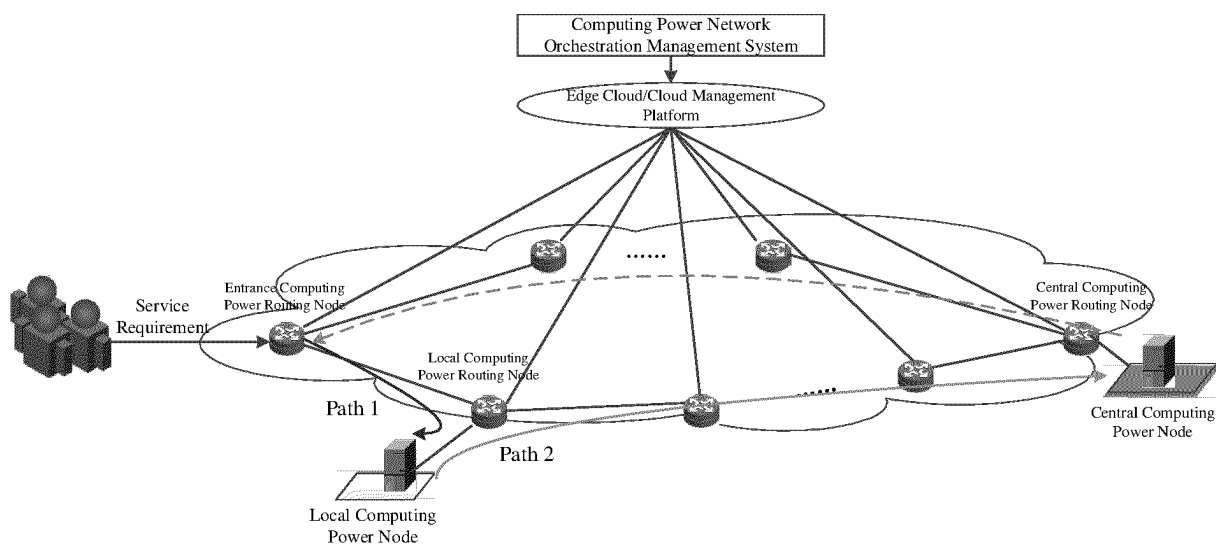 Computing Power Network
Orchestration Management System
Edge Cloud/Cloud Management
Platform
......
Entrance Computing
Power Routing Node
Central Computing
Power Routing Node
Service
Requirement
Local Computing
Power Routing Node
......
Path 1
Central Computing
Power Node
Path 2
Local Computing
Power Node